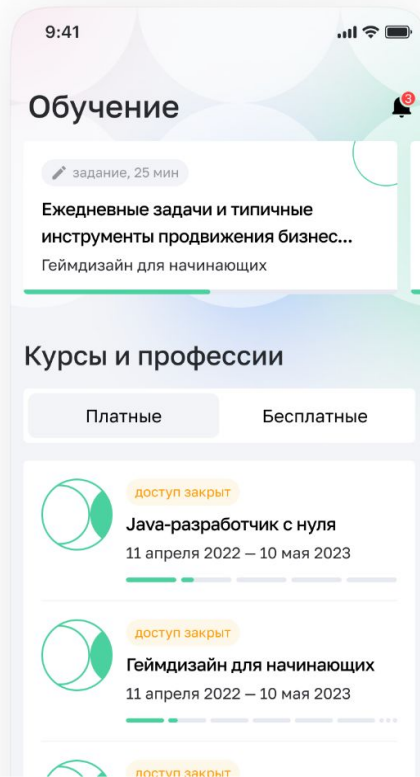 9:41
Обучение
3
задание, 25 мин
Ежедневные задачи и типичные
инструменты продвижения бизнес...
Геймдизайн для начинающих
Курсы и профессии
Платные
Бесплатные
доступ закрыт
Java-разработчик с нуля
11 апреля 2022 — 10 мая 2023
доступ закрыт
Геймдизайн для начинающих
11 апреля 2022 — 10 мая 2023
доступ закрыт